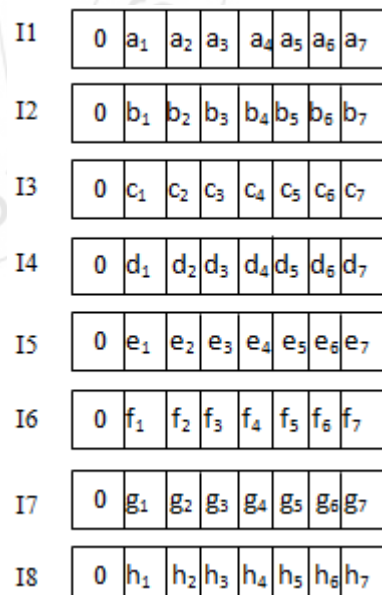 I1 0 a₁ a₂ a₃ a₄ a₅ a₆ a₇
I2 0 b₁ b₂ b₃ b₄ b₅ b₆ b₇
I3 0 c₁ c₂ c₃ c₄ c₅ c₆ c₇
I4 0 d₁ d₂ d₃ d₄ d₅ d₆ d₇
I5 0 e₁ e₂ e₃ e₄ e₅ e₆ e₇
I6 0 f₁ f₂ f₃ f₄ f₅ f₆ f₇
I7 0 g₁ g₂ g₃ g₄ g₅ g₆ g₇
I8 0 h₁ h₂ h₃ h₄ h₅ h₆ h₇